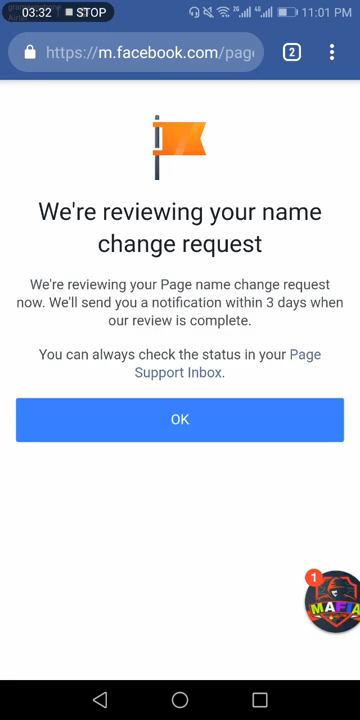 03:32 STOP 2G 4G 11:01 PM
https://m.facebook.com/page 2
We're reviewing your name
change request
We're reviewing your Page name change request
now. We'll send you a notification within 3 days when
our review is complete.
You can always check the status in your Page
Support Inbox.
OK
1
MAFIA